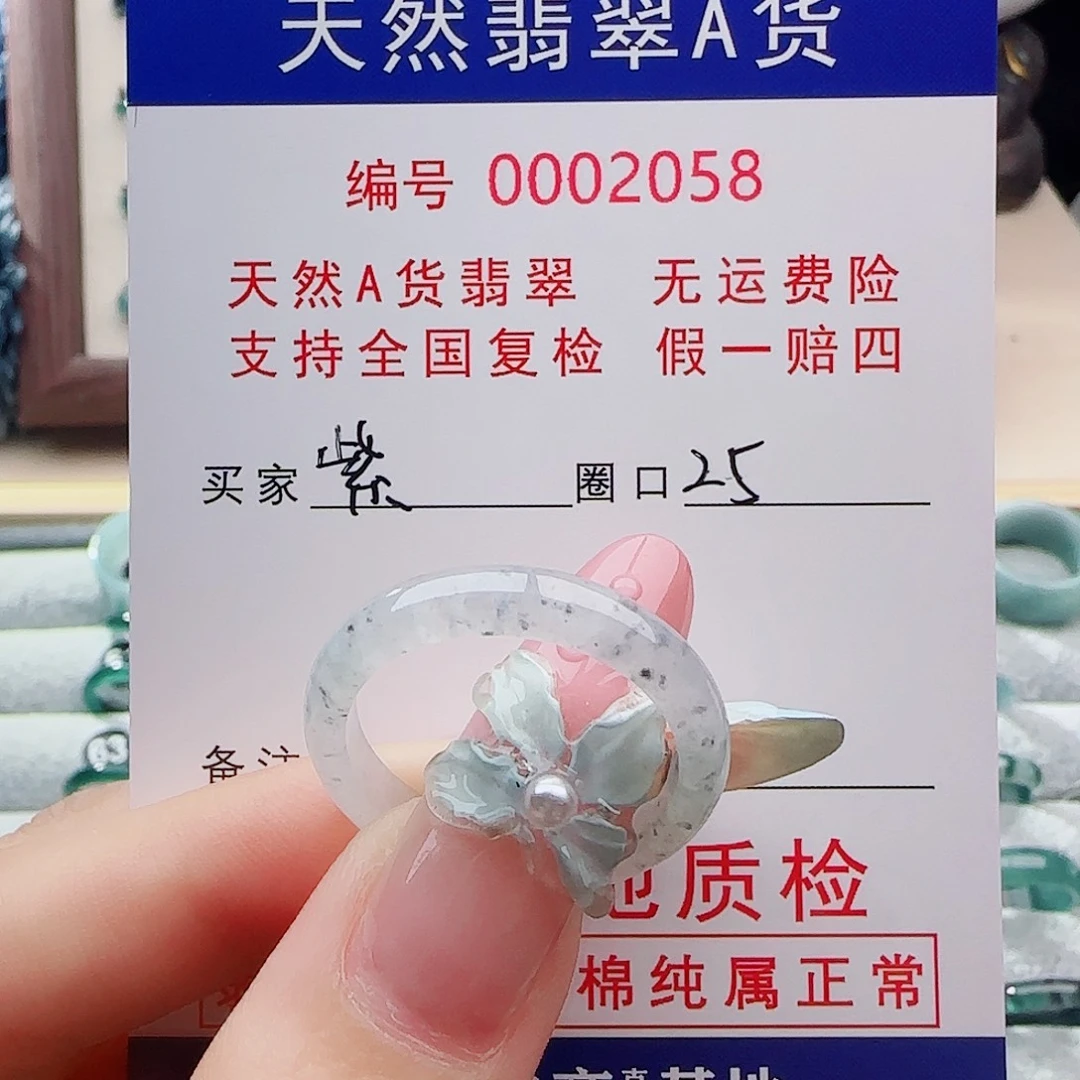 天然翡翠A货
编号 0002058
天然A货翡翠 无运费险
支持全国复检 假一赔四
买家 紫 圈口 25
备注
质检
棉纯属正常